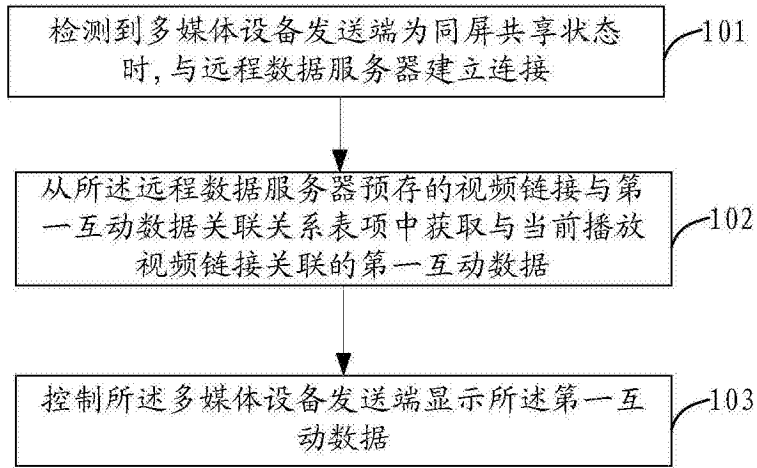 检测到多媒体设备发送端为同屏共享状态
时,与远程数据服务器建立连接
101
从所述远程数据服务器预存的视频链接与第
一互动数据关联关系表项中获取与当前播放
视频链接关联的第一互动数据
102
控制所述多媒体设备发送端显示所述第一互
动数据
103